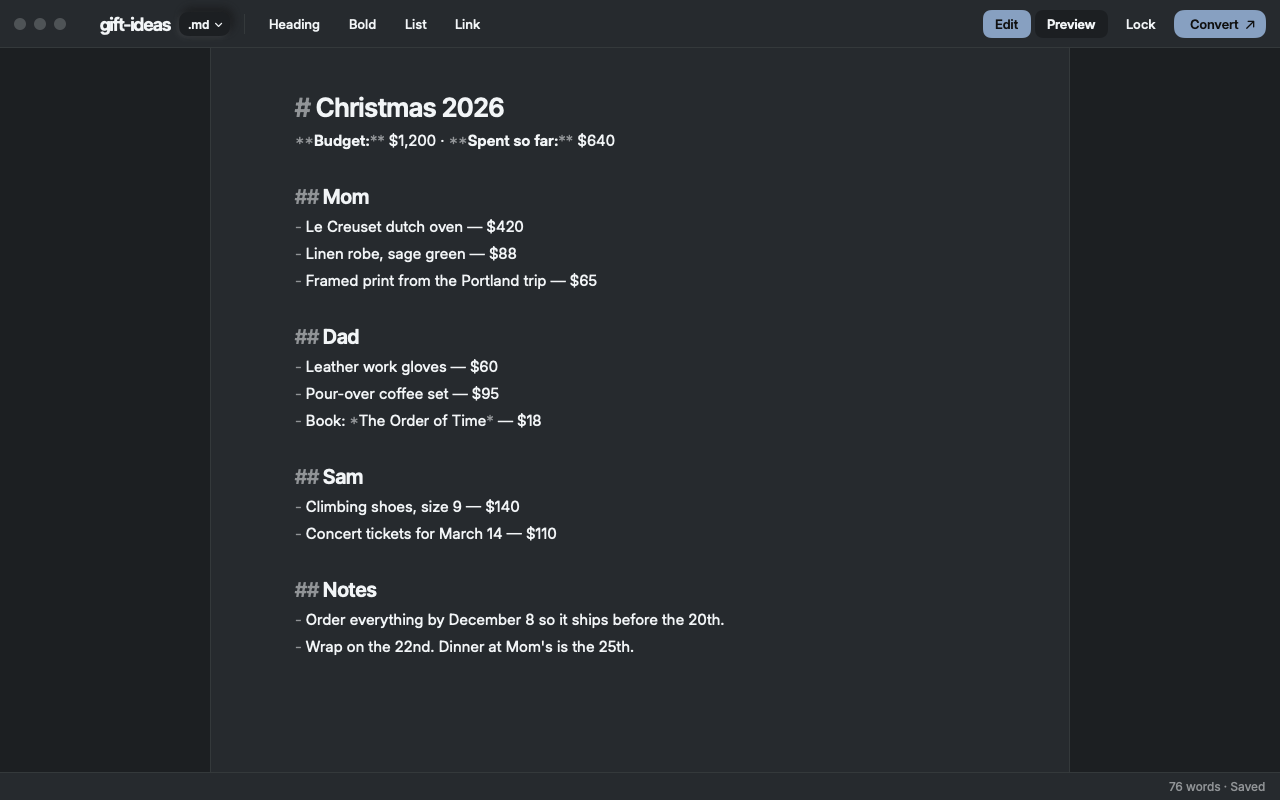 gift-ideas .md Heading Bold List Link Edit Preview Lock Convert
# Christmas 2026
**Budget:** $1,200 · **Spent so far:** $640
## Mom
- Le Creuset dutch oven — $420
- Linen robe, sage green — $88
- Framed print from the Portland trip — $65
## Dad
- Leather work gloves — $60
- Pour-over coffee set — $95
- Book: *The Order of Time* — $18
## Sam
- Climbing shoes, size 9 — $140
- Concert tickets for March 14 — $110
## Notes
- Order everything by December 8 so it ships before the 20th.
- Wrap on the 22nd. Dinner at Mom's is the 25th.
76 words · Saved